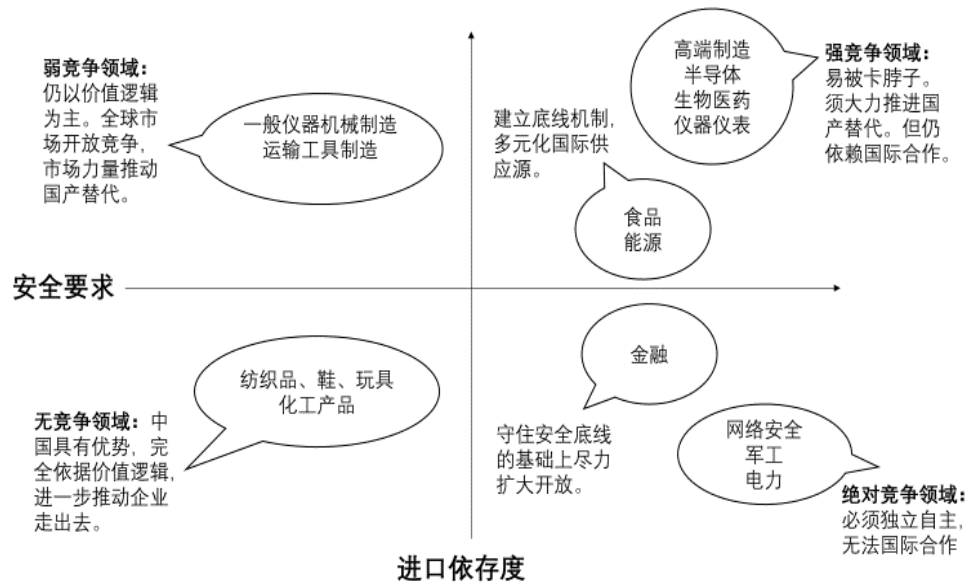 弱竞争领域：
仍以价值逻辑
为主。全球市
场开放竞争，
市场力量推动
国产替代。
一般仪器机械制造
运输工具制造
建立底线机制，
多元化国际供
应源。
高端制造
半导体
生物医药
仪器仪表
强竞争领域：
易被卡脖子。
须大力推进国
产替代。但仍
依赖国际合作。
食品
能源
安全要求
纺织品、鞋、玩具
化工产品
无竞争领域：中
国具有优势，完
全依据价值逻辑，
进一步推动企业
走出去。
金融
守住安全底线
的基础上尽力
扩大开放。
网络安全
军工
电力
绝对竞争领域：
必须独立自主，
无法国际合作
进口依存度